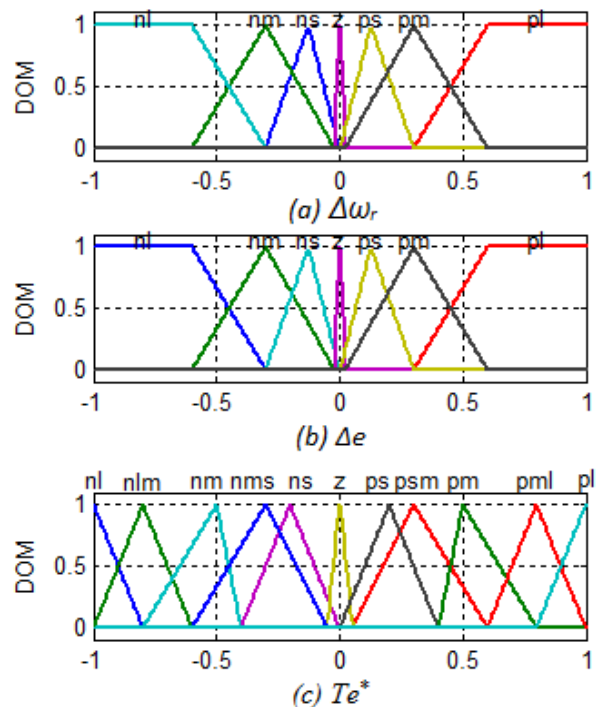 nl nm ns z ps pm pl
1
0.5
0
DOM
-1 -0.5 0 0.5 1
(a) Δωr
nl nm ns z ps pm pl
1
0.5
0
DOM
-1 -0.5 0 0.5 1
(b) Δe
nl nlm nm nms ns z ps psm pm pml pl
1
0.5
0
DOM
-1 -0.5 0 0.5 1
(c) Te*